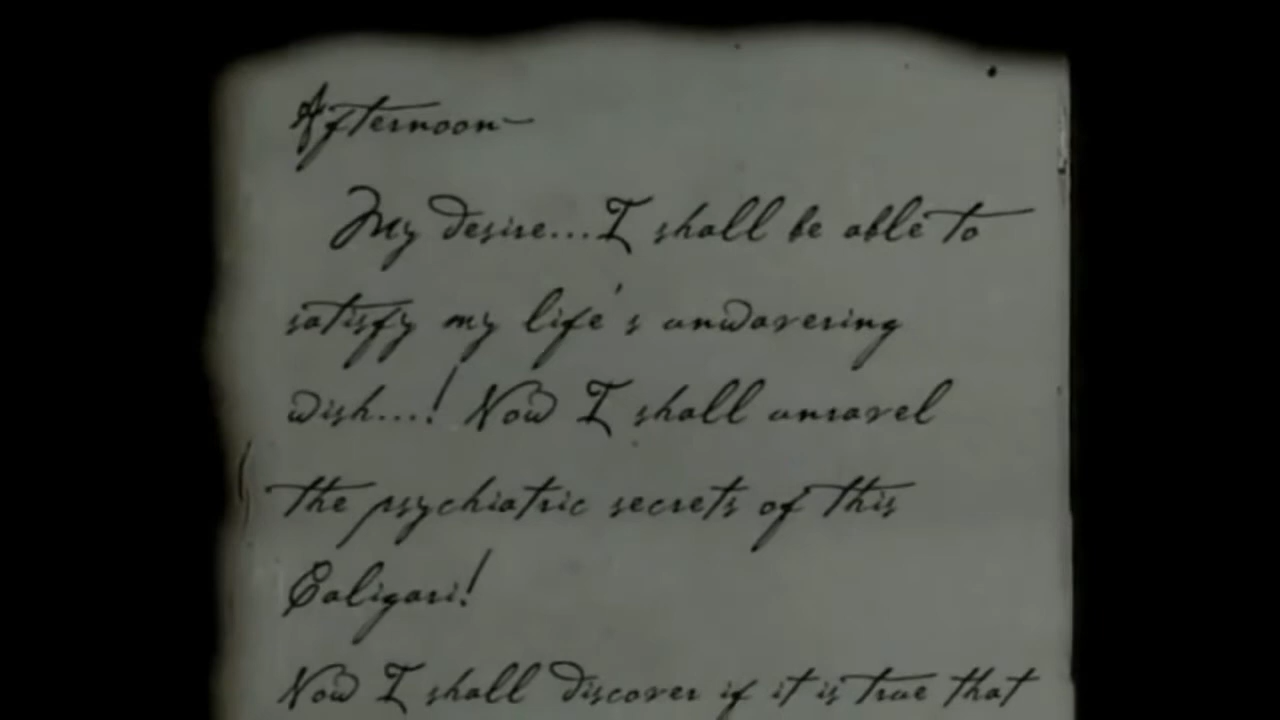 Afternoon—
My desire...I shall be able to
satisfy my life's unwavering
wish...! Now I shall unravel
the psychiatric secrets of this
Caligari!
Now I shall discover if it is true that